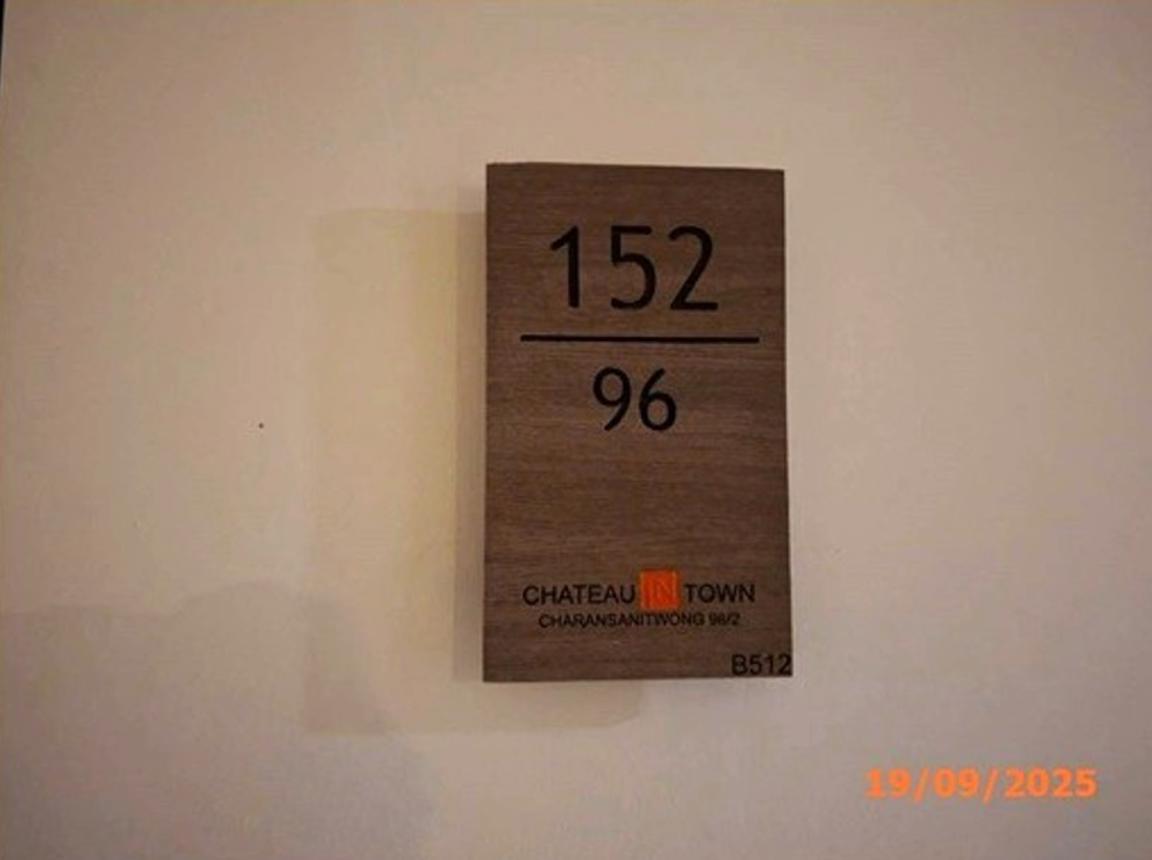 152
96
CHATEAU IN TOWN
CHARANSANITWONG 96/2
B512
19/09/2025